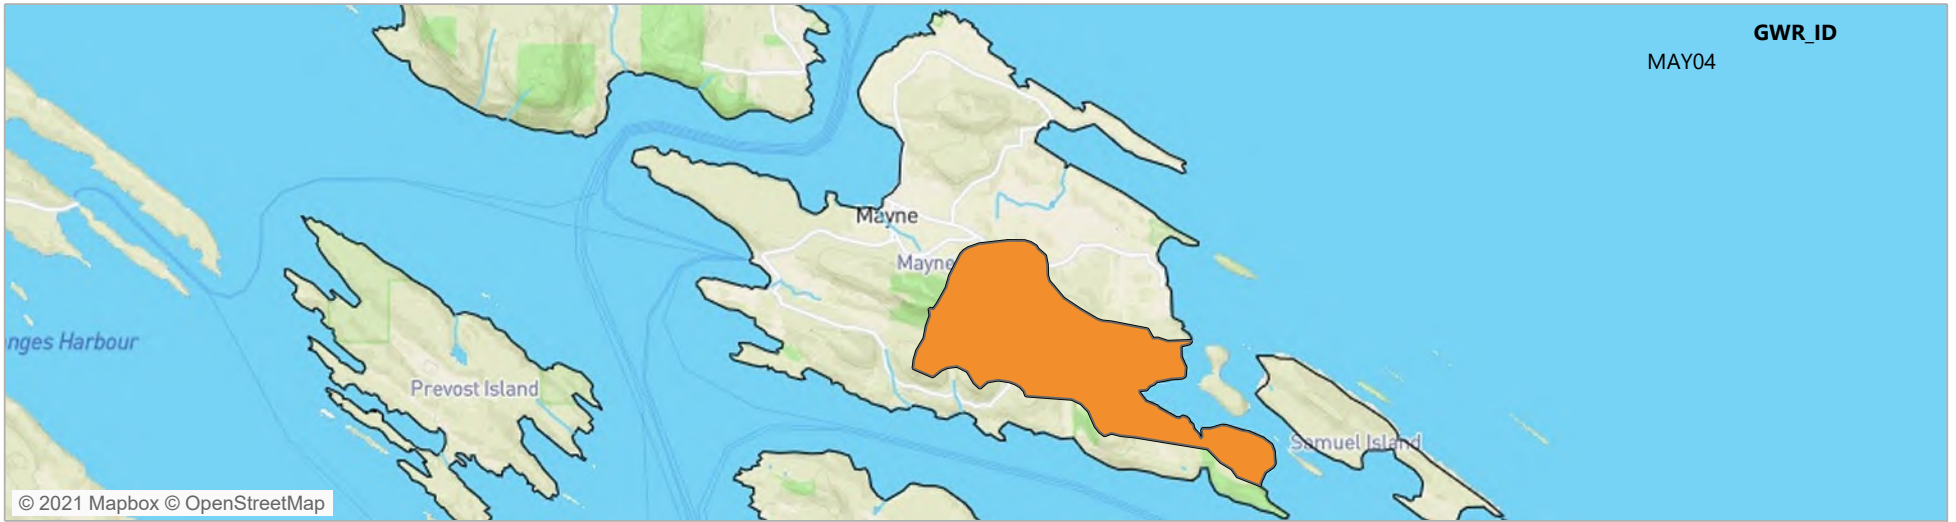 GWR_ID
MAY04
Mayne
Mayne
nges Harbour
Prevost Island
Samuel Island
© 2021 Mapbox © OpenStreetMap